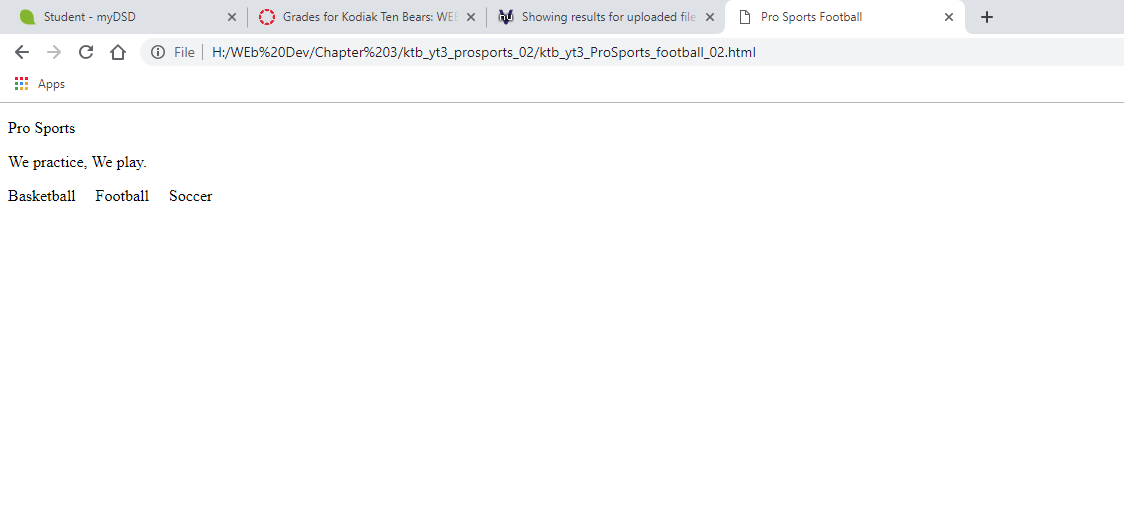 Student - myDSD
Grades for Kodiak Ten Bears: WEB
Showing results for uploaded file
Pro Sports Football
File
H:/WEb%20Dev/Chapter%203/ktb_yt3_prosports_02/ktb_yt3_ProSports_football_02.html
Apps
Pro Sports
We practice, We play.
Basketball Football Soccer